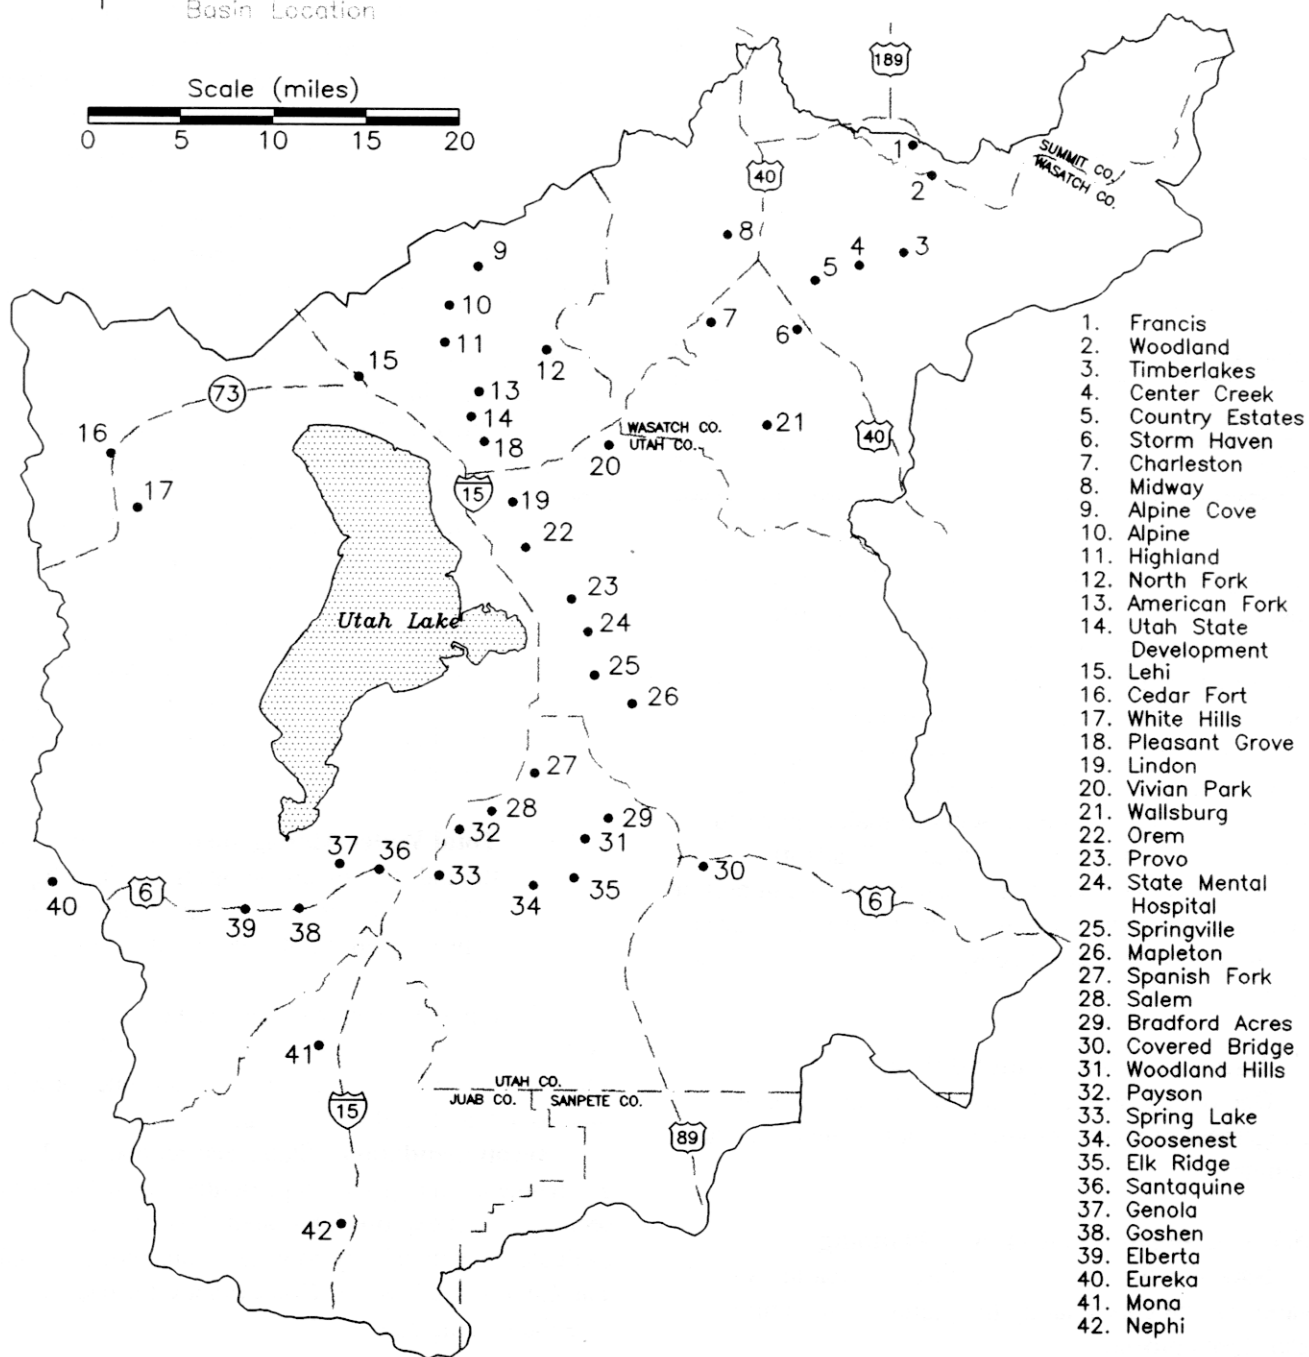 Basin Location
Scale (miles)
0 5 10 15 20
189
1
SUMMIT CO.
WASATCH CO.
40
2
8
4
3
9
5
10
7
6
11
12
15
13
73
14
WASATCH CO.
UTAH CO.
21
40
16
18
20
17
15
19
22
23
Utah Lake
24
25
26
27
28
29
32
37
36
31
33
30
40
6
35
34
6
39
38
41
UTAH CO.
JUAB CO.
SANPETE CO.
15
89
42
1. Francis
2. Woodland
3. Timberlakes
4. Center Creek
5. Country Estates
6. Storm Haven
7. Charleston
8. Midway
9. Alpine Cove
10. Alpine
11. Highland
12. North Fork
13. American Fork
14. Utah State
Development
15. Lehi
16. Cedar Fort
17. White Hills
18. Pleasant Grove
19. Lindon
20. Vivian Park
21. Wallsburg
22. Orem
23. Provo
24. State Mental
Hospital
25. Springville
26. Mapleton
27. Spanish Fork
28. Salem
29. Bradford Acres
30. Covered Bridge
31. Woodland Hills
32. Payson
33. Spring Lake
34. Goosenest
35. Elk Ridge
36. Santaquine
37. Genola
38. Goshen
39. Elberta
40. Eureka
41. Mona
42. Nephi